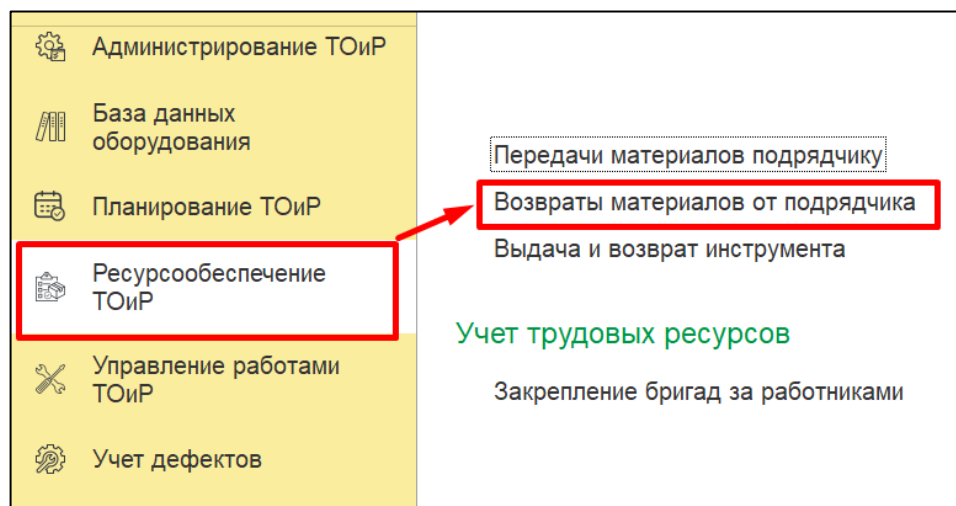 Администрирование ТОиР
База данных
оборудования
Планирование ТОиР
Ресурсообеспечение
ТОиР
Управление работами
ТОиР
Учет дефектов
Передачи материалов подрядчику
Возвраты материалов от подрядчика
Выдача и возврат инструмента
Учет трудовых ресурсов
Закрепление бригад за работниками